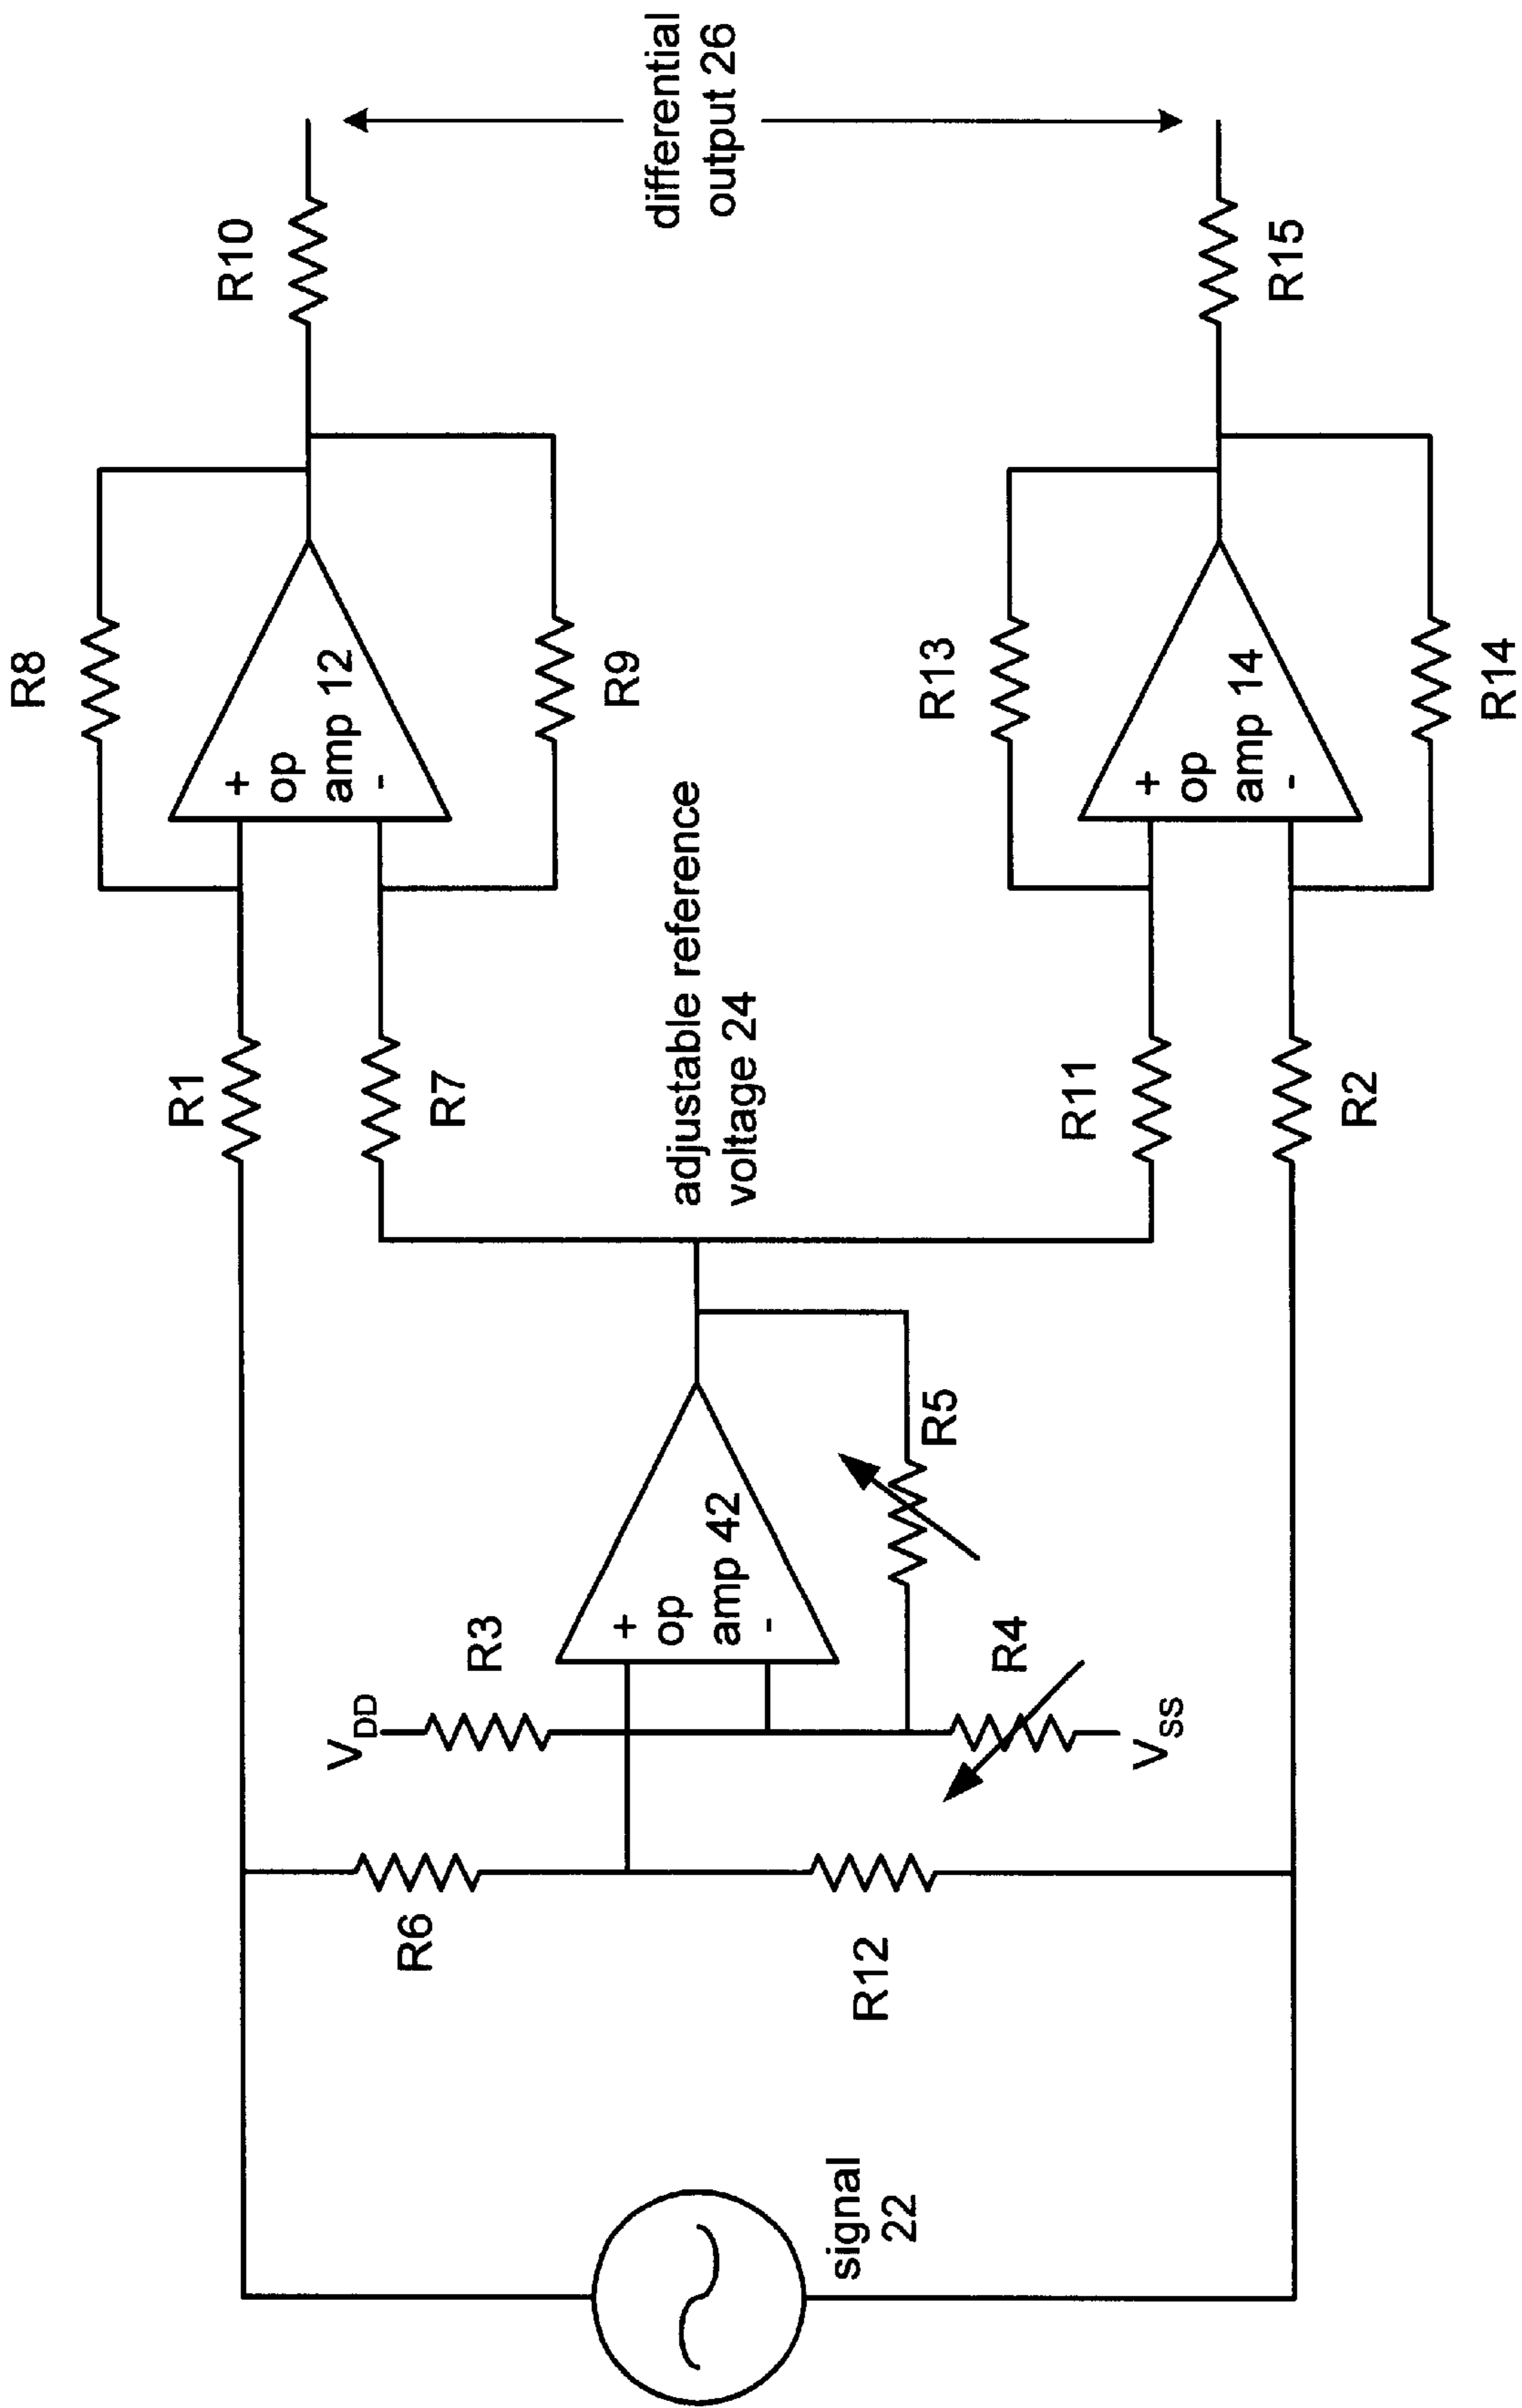 R8
R10
+
op
amp 12
-
R1
R7
R9
differential
output 26
adjustable reference
voltage 24
VDD
R3
R6
+
op
amp 42
-
R5
R4
VSS
R12
signal
22
R13
+
op
amp 14
-
R11
R2
R14
R15